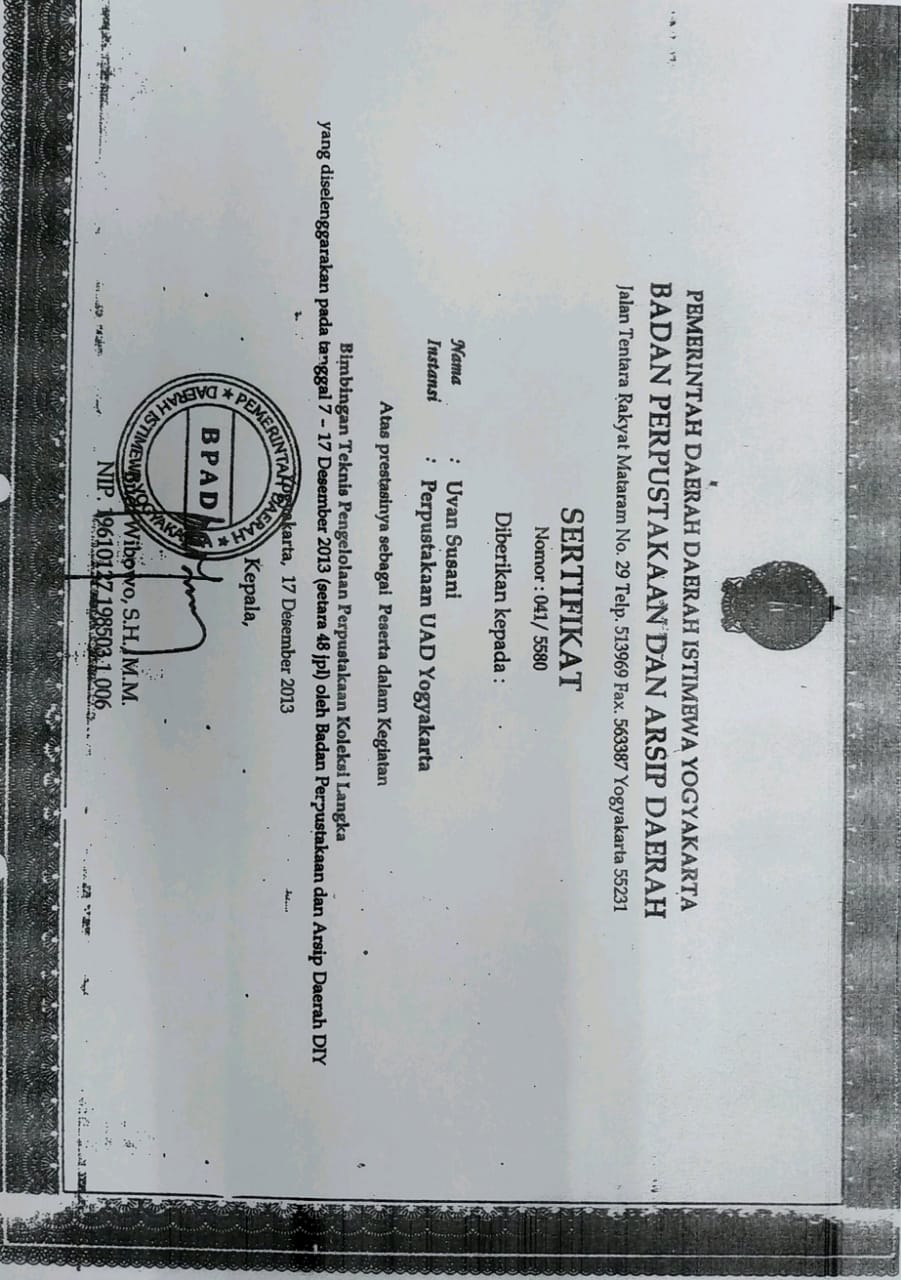 PEMERINTAH DAERAH DAERAH ISTIMEWA YOGYAKARTA
BADAN PERPUSTAKAAN DAN ARSIP DAERAH
Jalan Tentara Rakyat Mataram No. 29 Telp. 513969 Fax. 563387 Yogyakarta 55231
SERTIFIKAT
Nomor : 041/ 5580
Diberikan kepada :
Nama : Uvan Susani
Instansi : Perpustakaan UAD Yogyakarta
Atas prestasinya sebagai Peserta dalam Kegiatan
Bimbingan Teknis Pengelolaan Perpustakaan Koleksi Langka
yang diselenggarakan pada tanggal 7 – 17 Desember 2013 (setara 48 jpl) oleh Badan Perpustakaan dan Arsip Daerah DIY
Yogyakarta, 17 Desember 2013
Kepala,
PEMERINTAH DAERAH
BPAD
DAERAH ISTIMEWA YOGYAKARTA
Wibowo, S.H., M.M.
NIP. 19610127 198503 1 006